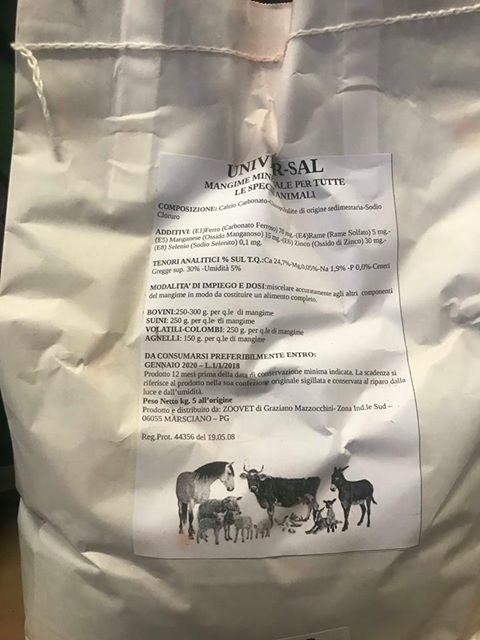 UNIVER-SAL
MANGIME MINE
LE SPECIALE PER TUTTE
ANIMALI
COMPOSIZIONE: Calcio Carbonato- di origine sedimentaria-Sodio
Cloruro
ADDITIVI: (E1)Ferro (Carbonato Ferroso) 70 mg.-(E4)Rame (Rame Solfato) 5 mg.-
(E5) Manganese (Ossido Manganoso) 15 mg.-(E6) Zinco (Ossido di Zinco) 30 mg.-
(E8) Selenio (Sodio Selenito) 0,1 mg.
TENORI ANALITICI % SUL T.Q.:Ca 24,7%-Mg.0,05%-Na 1,9% -P 0,0%-Ceneri
Gregge sup. 30% -Umidità 5%
MODALITA' DI IMPIEGO E DOSI:miscelare accuratamente agli altri componenti
del mangime in modo da costituire un alimento completo.
BOVINI:250-300 g. per q.le di mangime
SUINI: 250 g. per q.le di mangime
VOLATILI-COLOMBI: 250 g. per q.le di mangime
AGNELLI: 150 g. per q.le di mangime
DA CONSUMARSI PREFERIBILMENTE ENTRO:
GENNAIO 2020 – L.1/1/2018
Prodotto 12 mesi prima della data di conservazione minima indicata. La scadenza si
riferisce al prodotto nella sua confezione originale sigillata e conservata al riparo dalla
luce e dall'umidità.
Peso Netto kg. 5 all'origine
Prodotto e distribuito da: ZOOVET di Graziano Mazzocchini- Zona Ind.le Sud –
06055 MARSCIANO – PG
Reg.Prot. 44356 del 19.05.08